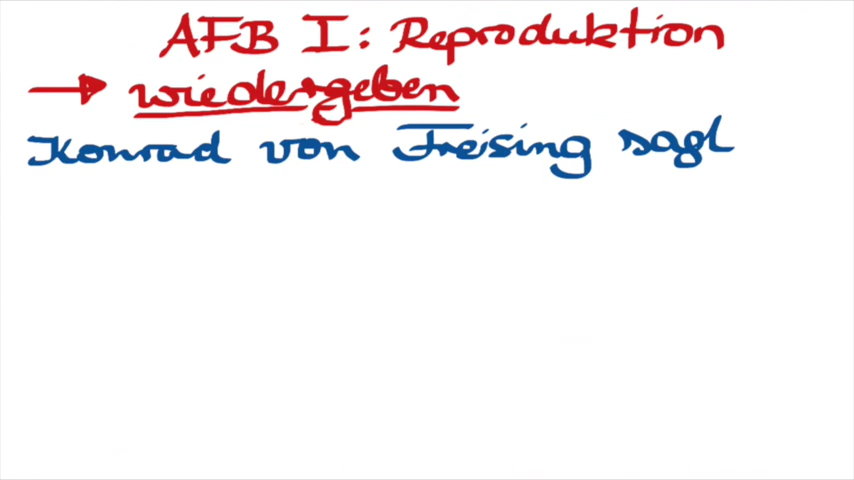 AFB I: Reproduktion
→ wiedergeben
Konrad von Freising sagt